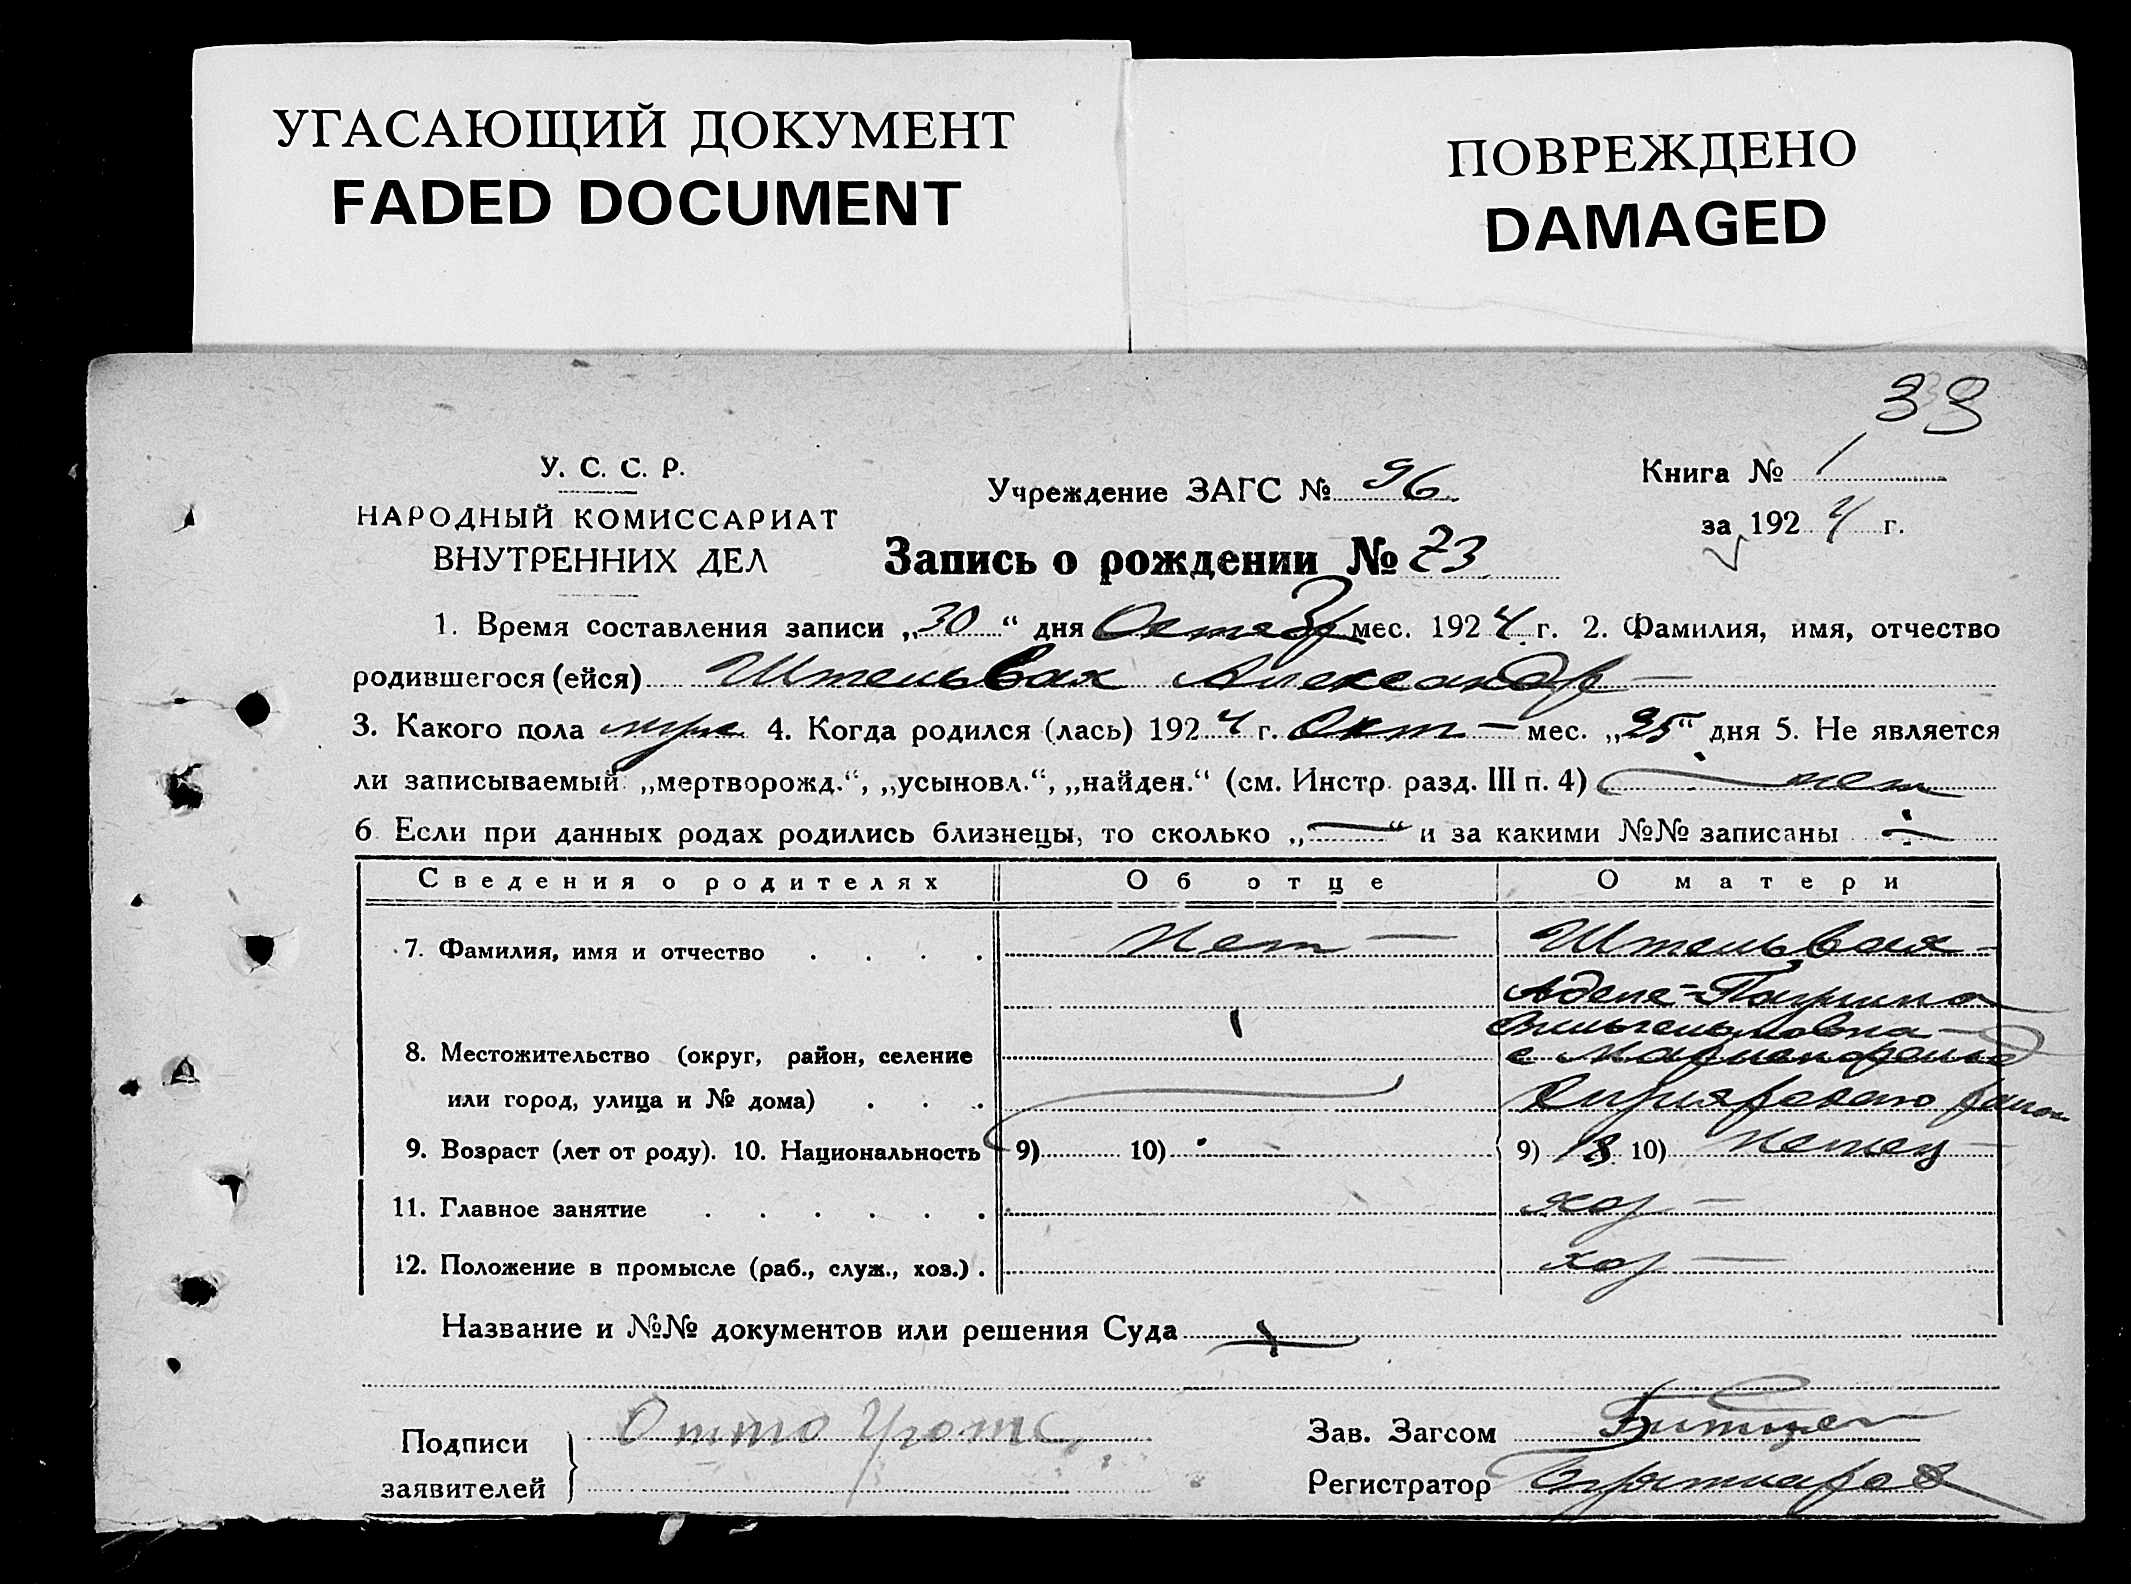 УГАСАЮЩИЙ ДОКУМЕНТ
FADED DOCUMENT
ПОВРЕЖДЕНО
DAMAGED
33
У. С. С. Р.
НАРОДНЫЙ КОМИССАРИАТ
ВНУТРЕННИХ ДЕЛ
Учреждение ЗАГС № 96
Книга № 1
за 1924 г.
Запись о рождении № 23
1. Время составления записи „30“ дня Октябр мес. 1924 г. 2. Фамилия, имя, отчество
родившегося (ейся) Штельвах Александр —
3. Какого пола муж. 4. Когда родился (лась) 1924 г. Окт — мес. „25“ дня 5. Не является
ли записываемый „мертворожд.“, „усыновл.“, „найден.“ (см. Инстр. разд. III п. 4) нет
6 Если при данных родах родились близнецы, то сколько „—“ и за какими №№ записаны —
Сведения о родителях Об отце О матери
7. Фамилия, имя и отчество . . . . Нет — Штельвах
Аделе-Паулина
Вильгельмовна
8. Местожительство (округ, район, селение
или город, улица и № дома) . . . района
9. Возраст (лет от роду). 10. Национальность 9) 10) 9) 18 10) Немец
11. Главное занятие . . . . . . хоз —
12. Положение в промысле (раб., служ., хоз.) . хоз —
Название и №№ документов или решения Суда
Подписи
заявителей
Отто
Зав. Загсом
Регистратор